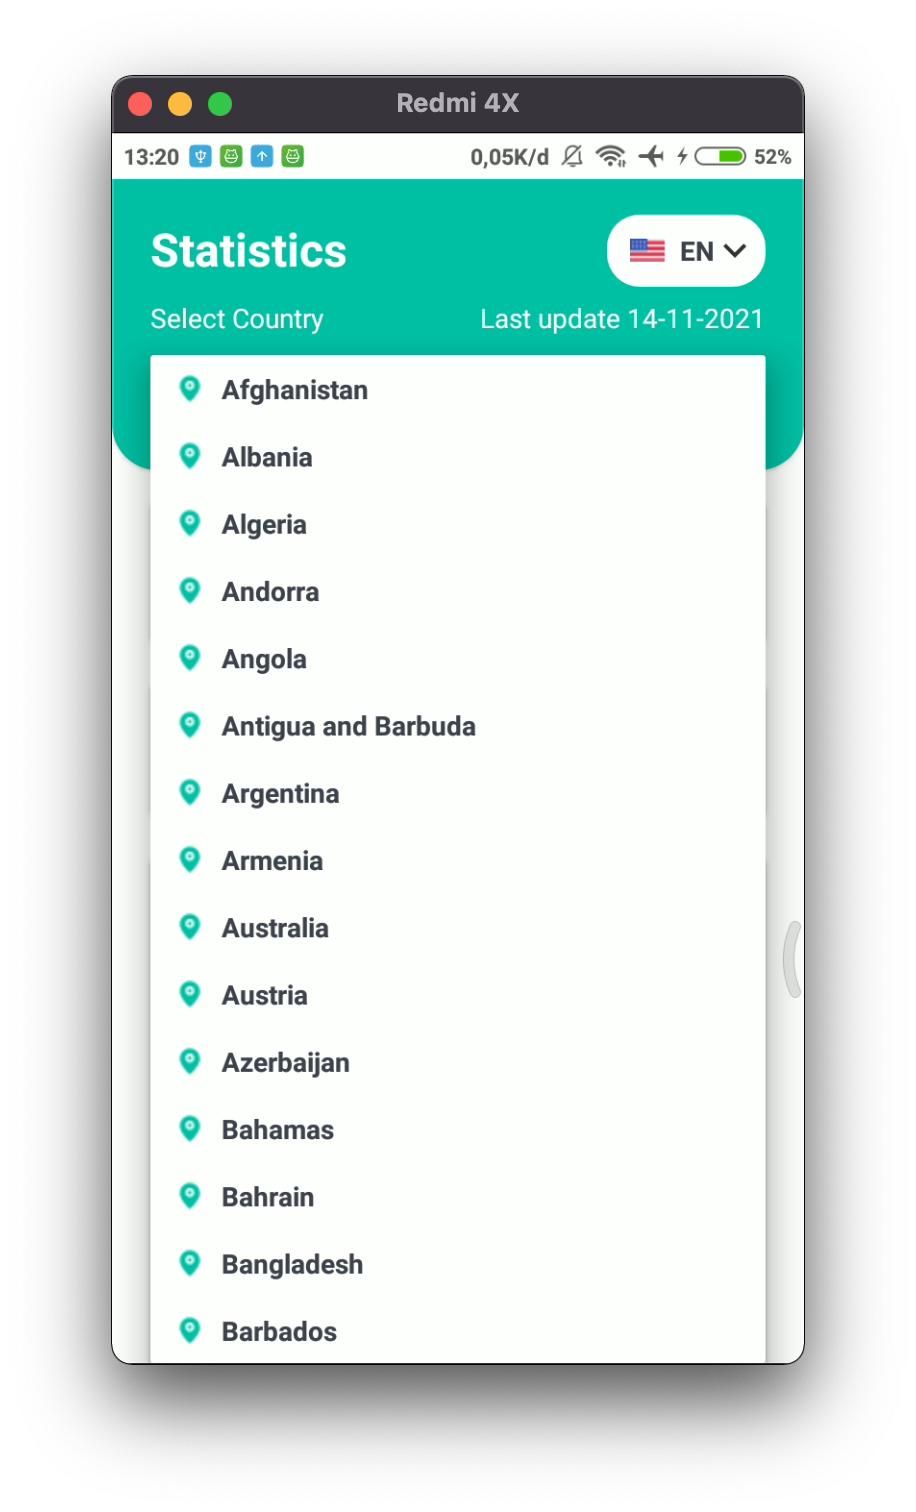 Redmi 4X
13:20 0,05K/d 52%
Statistics EN
Select Country Last update 14-11-2021
Afghanistan
Albania
Algeria
Andorra
Angola
Antigua and Barbuda
Argentina
Armenia
Australia
Austria
Azerbaijan
Bahamas
Bahrain
Bangladesh
Barbados